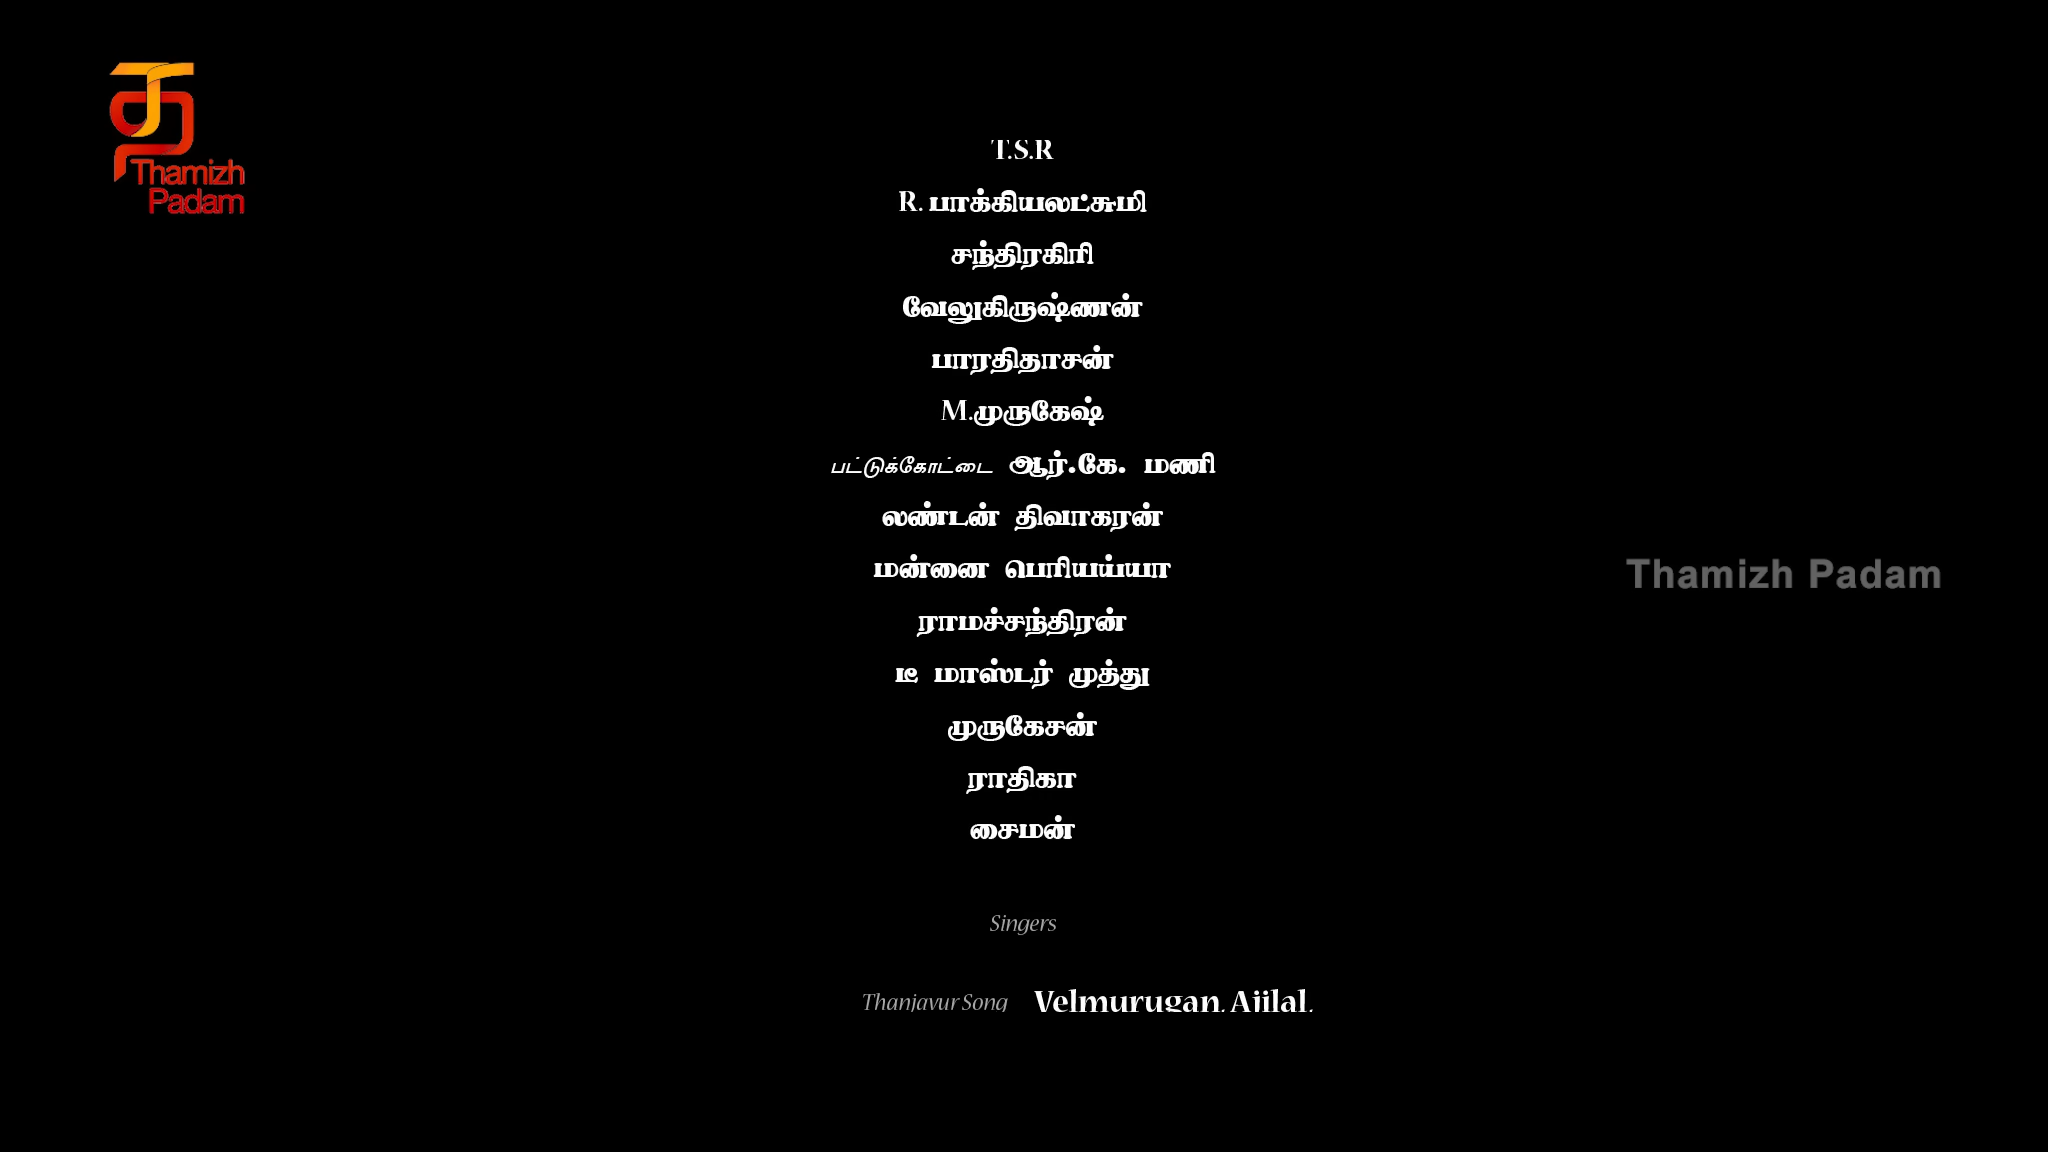 Thamizh
Padam
T.S.R
R. பாக்கியலட்சுமி
சந்திரகிரி
வேலுகிருஷ்ணன்
பாரதிதாசன்
M.முருகேஷ்
பட்டுக்கோட்டை ஆர்.கே. மணி
லண்டன் திவாகரன்
மன்னை பெரியய்யா
Thamizh Padam
ராமச்சந்திரன்
டீ மாஸ்டர் முத்து
முருகேசன்
ராதிகா
சைமன்
Singers
Thanjavur Song Velmurugan, Ajilal,